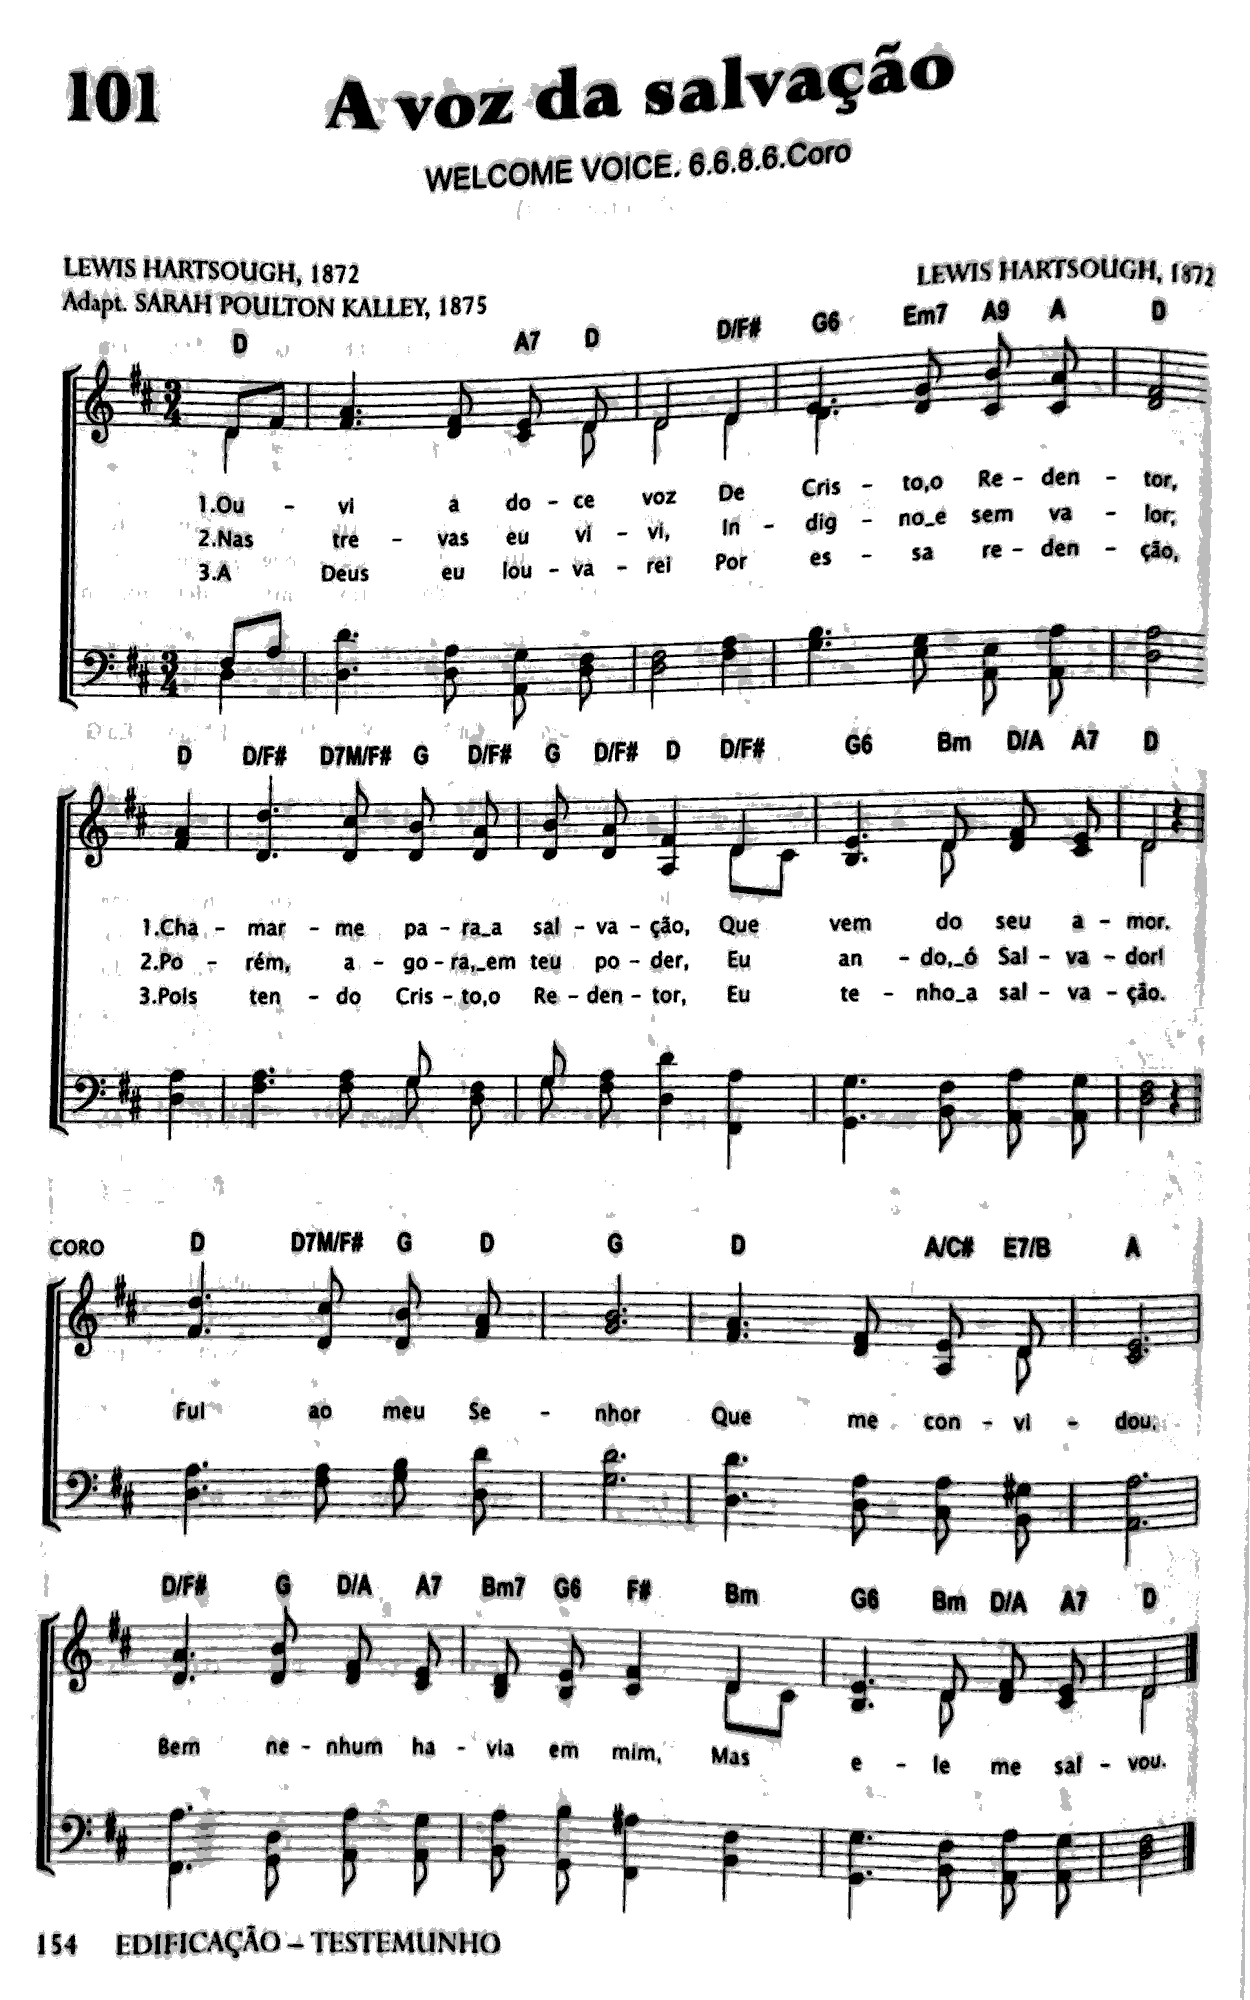 101 A voz da salvação
WELCOME VOICE. 6.6.8.6.Coro
LEWIS HARTSOUGH, 1872 LEWIS HARTSOUGH, 1872
Adapt. SARAH POULTON KALLEY, 1875
D A7 D D/F# G6 Em7 A9 A D
3/4
1.Ou - vi a do - ce voz De Cris - to,o Re - den - tor,
2.Nas tre - vas eu vi - vi, In - dig - no_e sem va - lor;
3.A Deus eu lou - va - rei Por es - sa re - den - ção,
3/4
D D/F# D7M/F# G D/F# G D/F# D D/F# G6 Bm D/A A7 D
1.Cha - mar - me pa - ra_a sal - va - ção, Que vem do seu a - mor.
2.Po - rém, a - go - ra,_em teu po - der, Eu an - do,_ó Sal - va - dor!
3.Pois ten - do Cris - to,o Re - den - tor, Eu te - nho_a sal - va - ção.
CORO D D7M/F# G D G D A/C# E7/B A
Fui ao meu Se - nhor Que me con - vi - dou.
D/F# G D/A A7 Bm7 G6 F# Bm G6 Bm D/A A7 D
Bem ne - nhum ha - via em mim, Mas e - le me sal - vou.
154 EDIFICAÇÃO – TESTEMUNHO